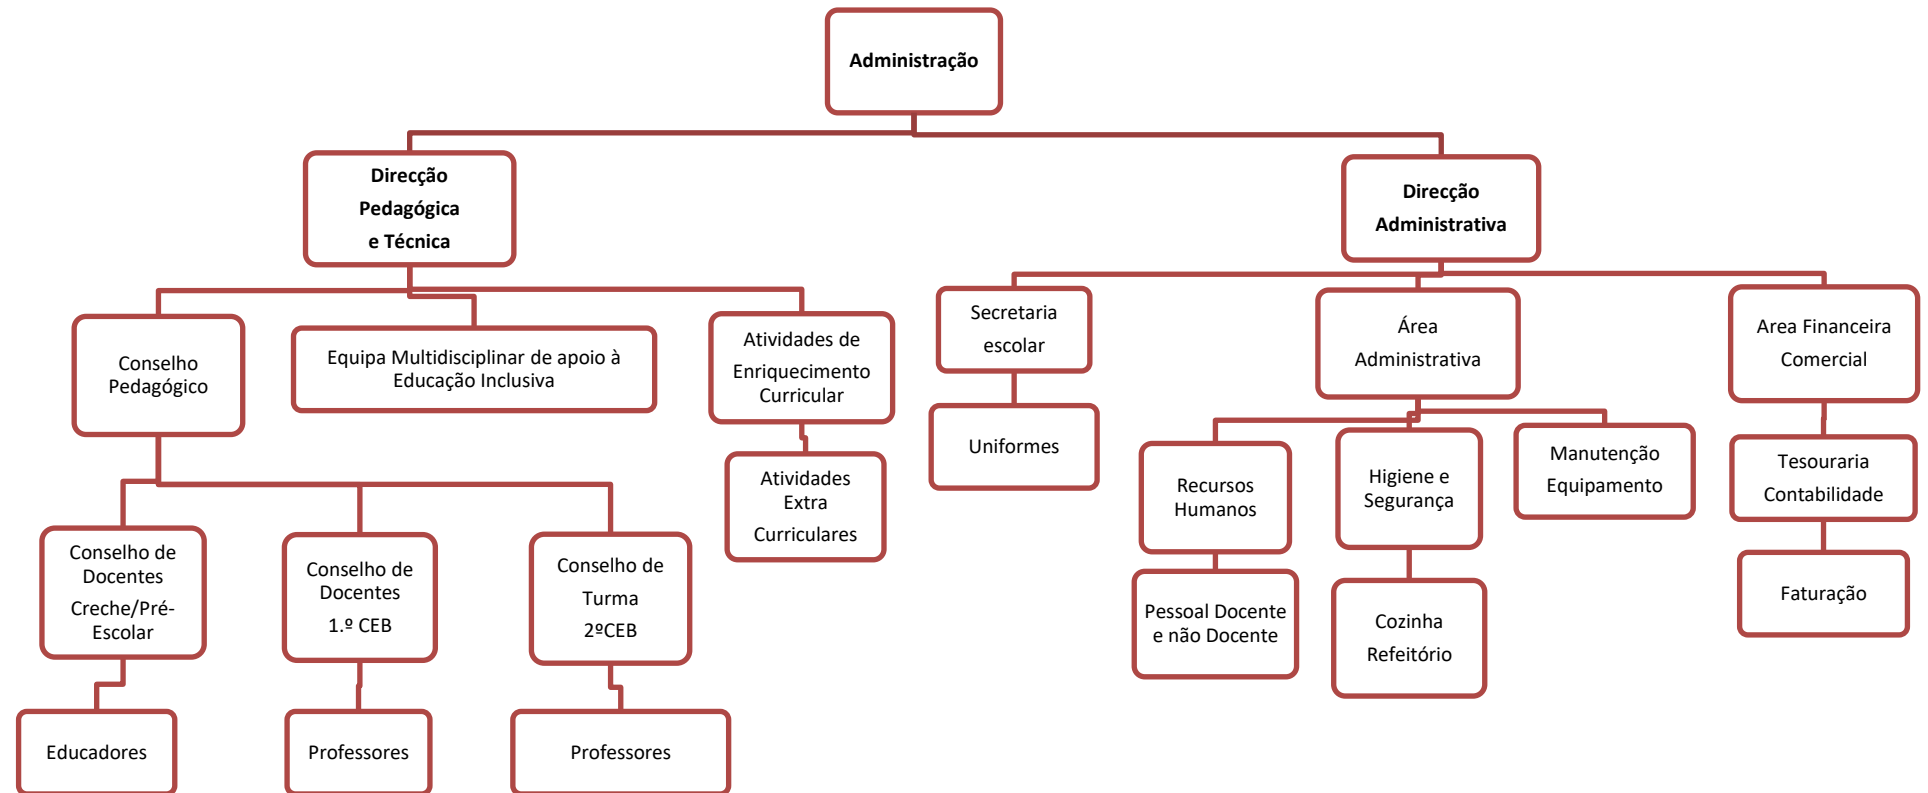 Administração
Direcção
Pedagógica
e Técnica
Direcção
Administrativa
Conselho
Pedagógico
Equipa Multidisciplinar de apoio à
Educação Inclusiva
Atividades de
Enriquecimento
Curricular
Secretaria
escolar
Área
Administrativa
Area Financeira
Comercial
Atividades
Extra
Curriculares
Uniformes
Recursos
Humanos
Higiene e
Segurança
Manutenção
Equipamento
Tesouraria
Contabilidade
Conselho de
Docentes
Creche/Pré-
Escolar
Conselho de
Docentes
1.º CEB
Conselho de
Turma
2ºCEB
Pessoal Docente
e não Docente
Cozinha
Refeitório
Faturação
Educadores
Professores
Professores